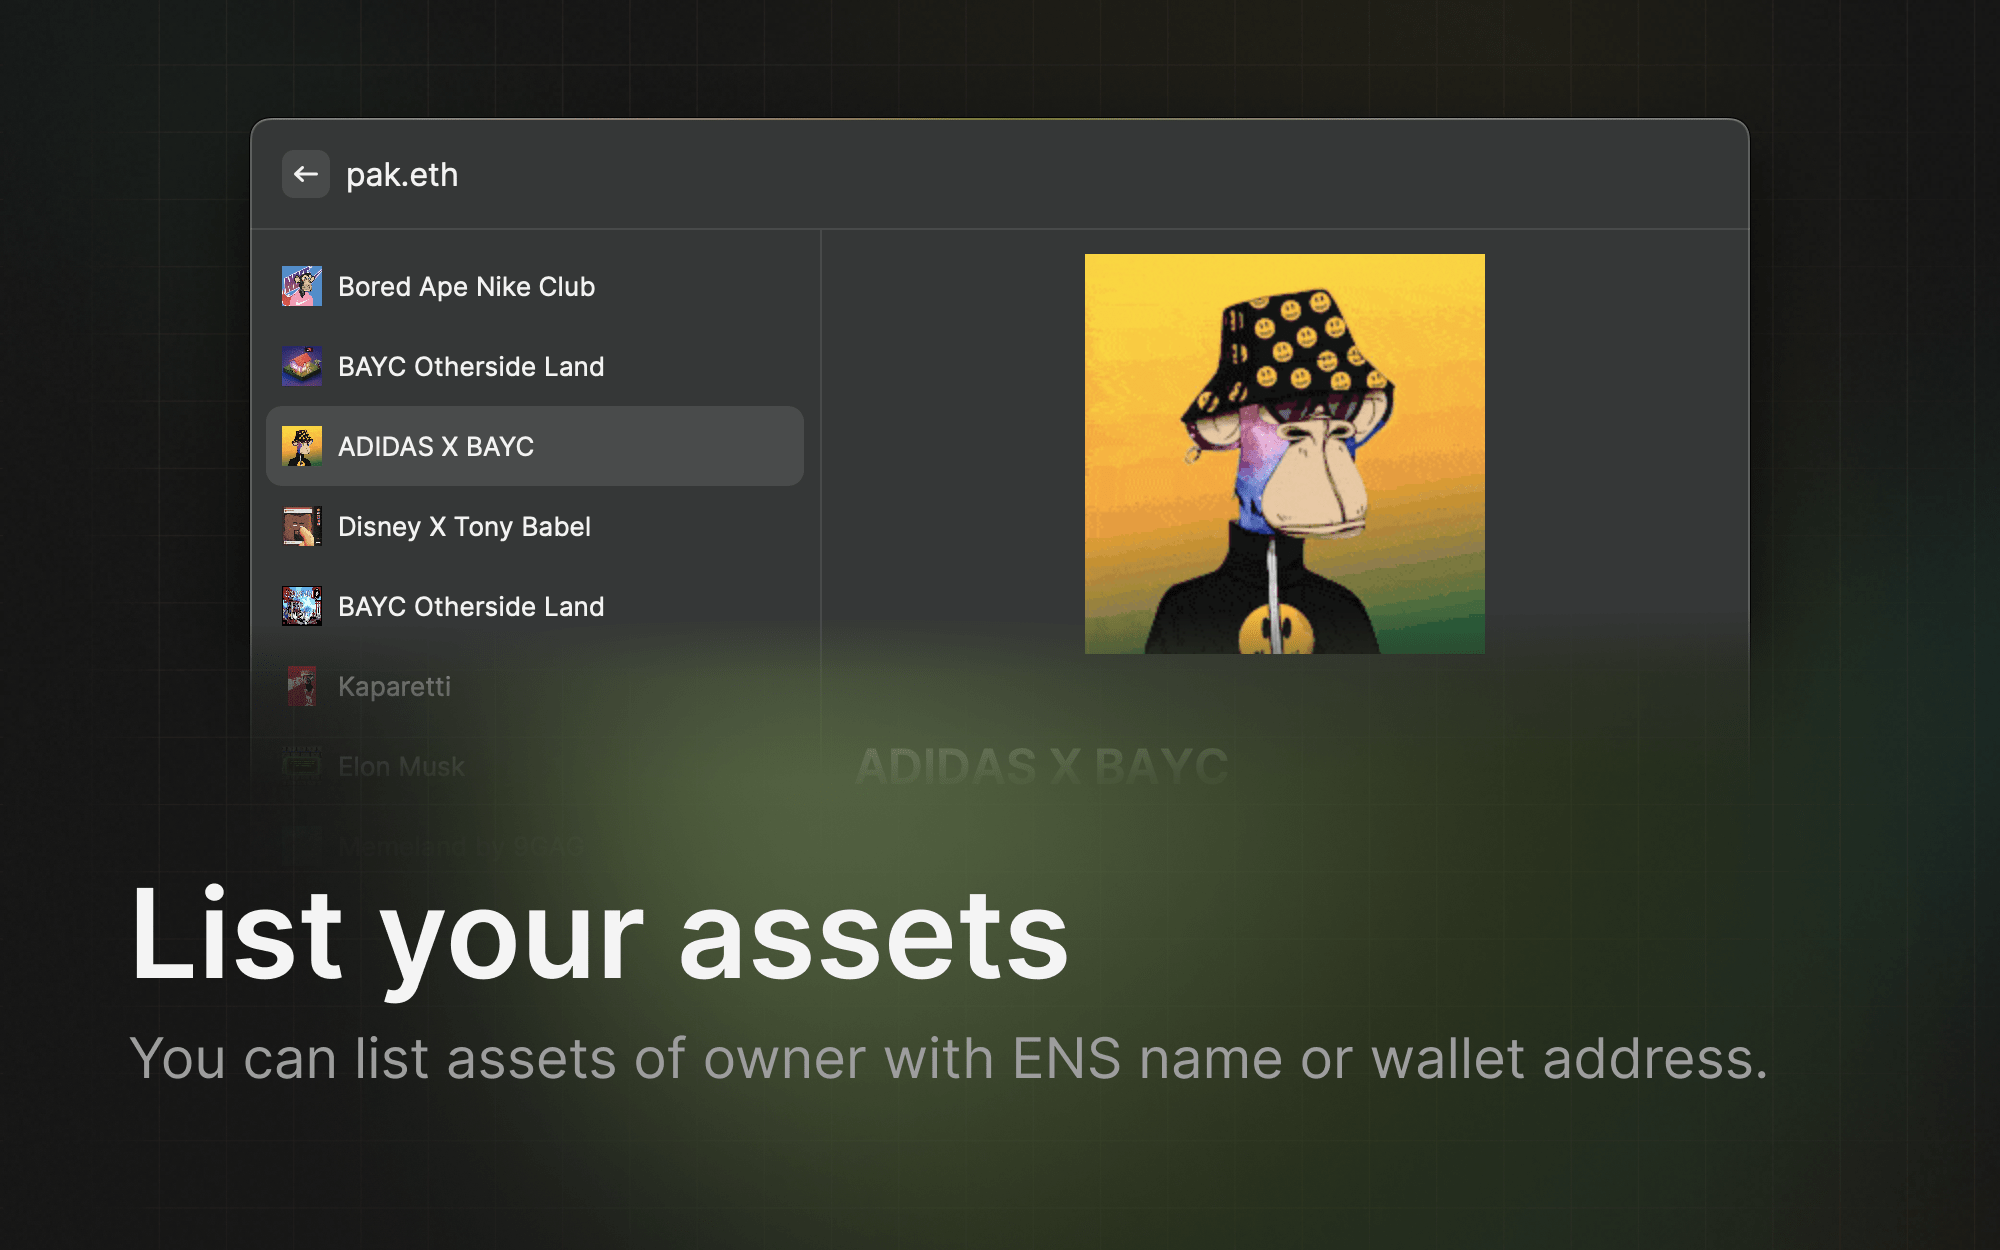 pak.eth
Bored Ape Nike Club
BAYC Otherside Land
ADIDAS X BAYC
Disney X Tony Babel
BAYC Otherside Land
Kaparetti
Elon Musk
ADIDAS X BAYC
Memeland by 9GAG
List your assets
You can list assets of owner with ENS name or wallet address.